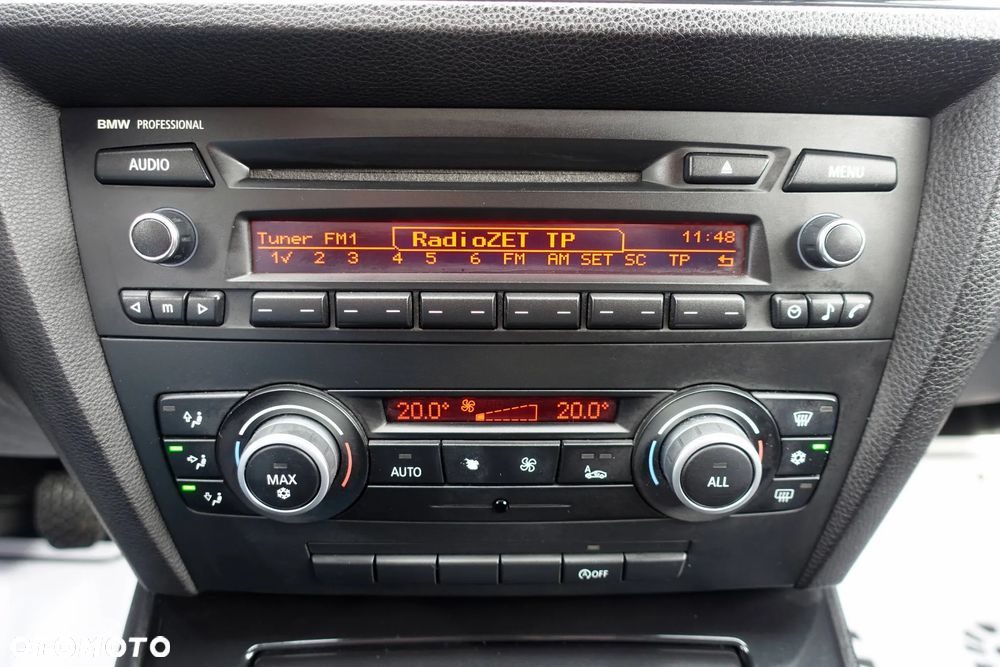 BMW PROFESSIONAL
AUDIO
MENU
Tuner FM1 RadioZET TP 11:48
1✓ 2 3 4 5 6 FM AM SET SC TP
m
20.0° 20.0°
MAX
AUTO
A
ALL
A OFF
OTOMOTO